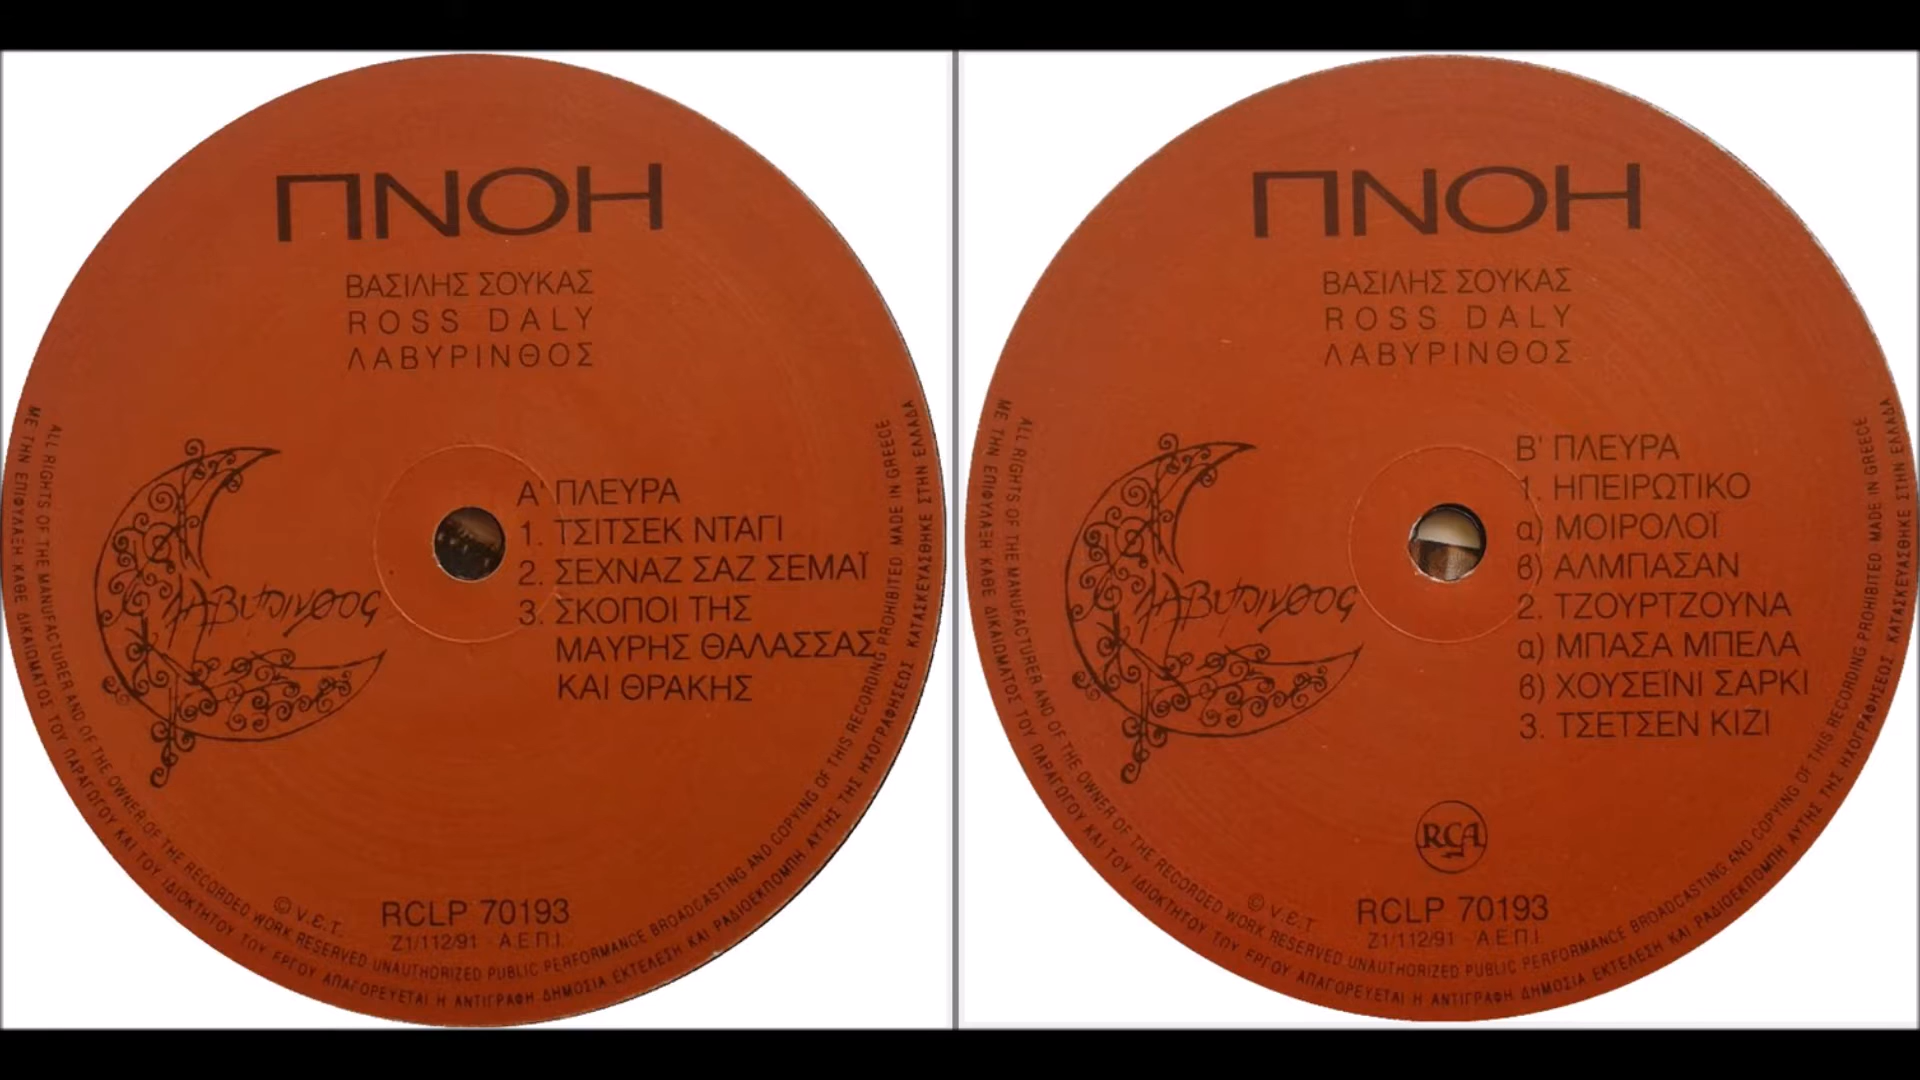 ΠΝΟΗ
ΒΑΣΙΛΗΣ ΣΟΥΚΑΣ
ROSS DALY
ΛΑΒΥΡΙΝΘΟΣ
Λαβύρινθος
Α' ΠΛΕΥΡΑ
1. ΤΣΙΤΣΕΚ ΝΤΑΓΙ
2. ΣΕΧΝΑΖ ΣΑΖ ΣΕΜΑΪ
3. ΣΚΟΠΟΙ ΤΗΣ
ΜΑΥΡΗΣ ΘΑΛΑΣΣΑΣ
ΚΑΙ ΘΡΑΚΗΣ
© V.E.T.
RCLP 70193
Z1/112/91 - Α.Ε.Π.Ι.
ALL RIGHTS OF THE MANUFACTURER AND OF THE OWNER OF THE RECORDED WORK RESERVED UNAUTHORIZED PUBLIC PERFORMANCE BROADCASTING AND COPYING OF THIS RECORDING PROHIBITED MADE IN GREECE
ΜΕ ΤΗΝ ΕΠΙΦΥΛΑΞΗ ΚΑΘΕ ΔΙΚΑΙΩΜΑΤΟΣ ΤΟΥ ΠΑΡΑΓΩΓΟΥ ΚΑΙ ΤΟΥ ΙΔΙΟΚΤΗΤΟΥ ΤΟΥ ΕΡΓΟΥ ΑΠΑΓΟΡΕΥΕΤΑΙ Η ΑΝΤΙΓΡΑΦΗ ΔΗΜΟΣΙΑ ΕΚΤΕΛΕΣΗ ΚΑΙ ΡΑΔΙΟΕΚΠΟΜΠΗ ΑΥΤΗΣ ΤΗΣ ΗΧΟΓΡΑΦΗΣΕΩΣ ΚΑΤΑΣΚΕΥΑΣΘΗΚΕ ΣΤΗΝ ΕΛΛΑΔΑ
ΠΝΟΗ
ΒΑΣΙΛΗΣ ΣΟΥΚΑΣ
ROSS DALY
ΛΑΒΥΡΙΝΘΟΣ
Λαβύρινθος
Β' ΠΛΕΥΡΑ
1. ΗΠΕΙΡΩΤΙΚΟ
α) ΜΟΙΡΟΛΟΪ
β) ΑΛΜΠΑΣΑΝ
2. ΤΖΟΥΡΤΖΟΥΝΑ
α) ΜΠΑΣΑ ΜΠΕΛΑ
β) ΧΟΥΣΕΪΝΙ ΣΑΡΚΙ
3. ΤΣΕΤΣΕΝ ΚΙΖΙ
RCA
© V.E.T.
RCLP 70193
Z1/112/91 - Α.Ε.Π.Ι.
ALL RIGHTS OF THE MANUFACTURER AND OF THE OWNER OF THE RECORDED WORK RESERVED UNAUTHORIZED PUBLIC PERFORMANCE BROADCASTING AND COPYING OF THIS RECORDING PROHIBITED MADE IN GREECE
ΜΕ ΤΗΝ ΕΠΙΦΥΛΑΞΗ ΚΑΘΕ ΔΙΚΑΙΩΜΑΤΟΣ ΤΟΥ ΠΑΡΑΓΩΓΟΥ ΚΑΙ ΤΟΥ ΙΔΙΟΚΤΗΤΟΥ ΤΟΥ ΕΡΓΟΥ ΑΠΑΓΟΡΕΥΕΤΑΙ Η ΑΝΤΙΓΡΑΦΗ ΔΗΜΟΣΙΑ ΕΚΤΕΛΕΣΗ ΚΑΙ ΡΑΔΙΟΕΚΠΟΜΠΗ ΑΥΤΗΣ ΤΗΣ ΗΧΟΓΡΑΦΗΣΕΩΣ ΚΑΤΑΣΚΕΥΑΣΘΗΚΕ ΣΤΗΝ ΕΛΛΑΔΑ